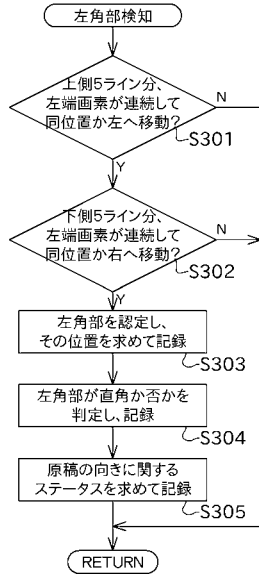 左角部検知
上側5ライン分、
左端画素が連続して
同位置か左へ移動?
N
S301
Y
下側5ライン分、
左端画素が連続して
同位置か右へ移動?
N
S302
Y
左角部を認定し、
その位置を求めて記録
S303
左角部が直角か否かを
判定し、記録
S304
原稿の向きに関する
ステータスを求めて記録
S305
RETURN